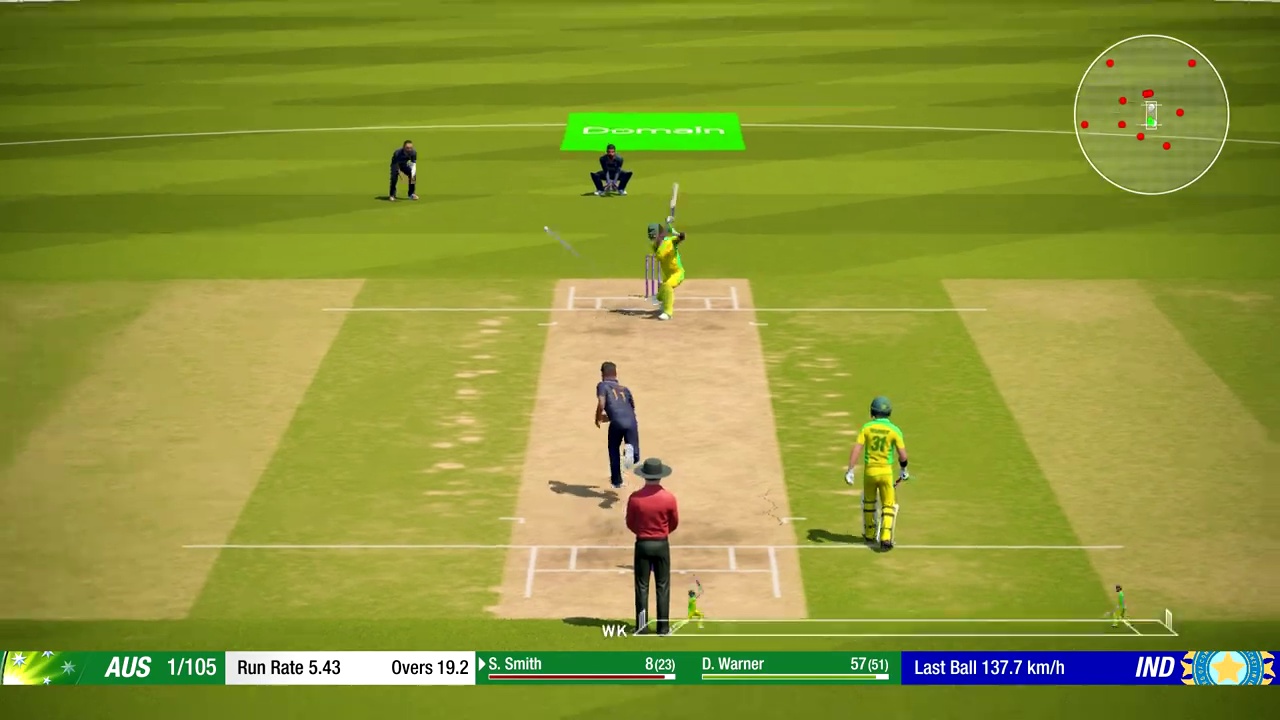 Domain
31
WK
AUS 1/105 Run Rate 5.43 Overs 19.2 S. Smith 8(23) D. Warner 57(51) Last Ball 137.7 km/h IND